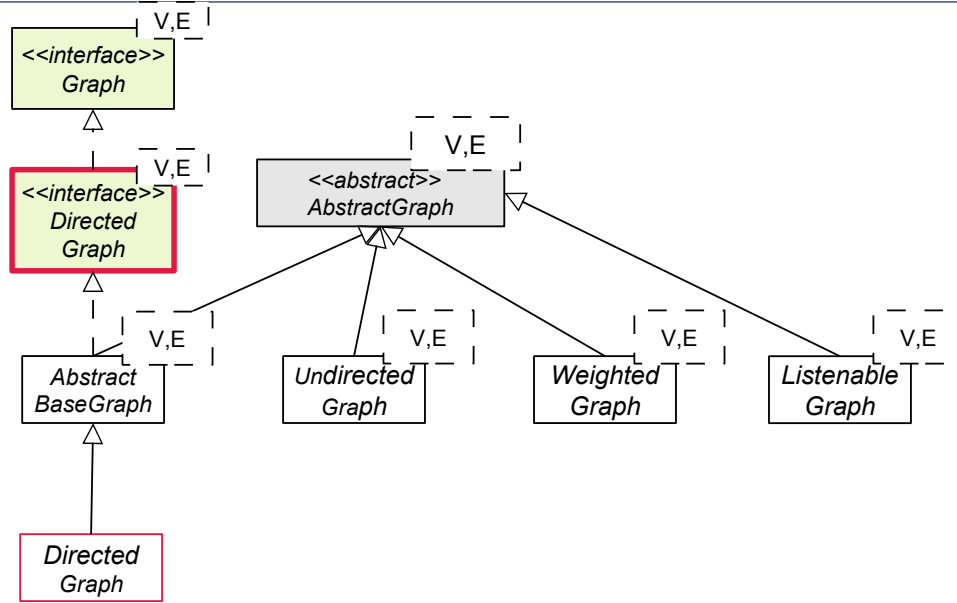 V,E
<<interface>>
Graph
V,E
<<interface>>
Directed
Graph
V,E
<<abstract>>
AbstractGraph
V,E
Abstract
BaseGraph
V,E
Undirected
Graph
V,E
Weighted
Graph
V,E
Listenable
Graph
Directed
Graph